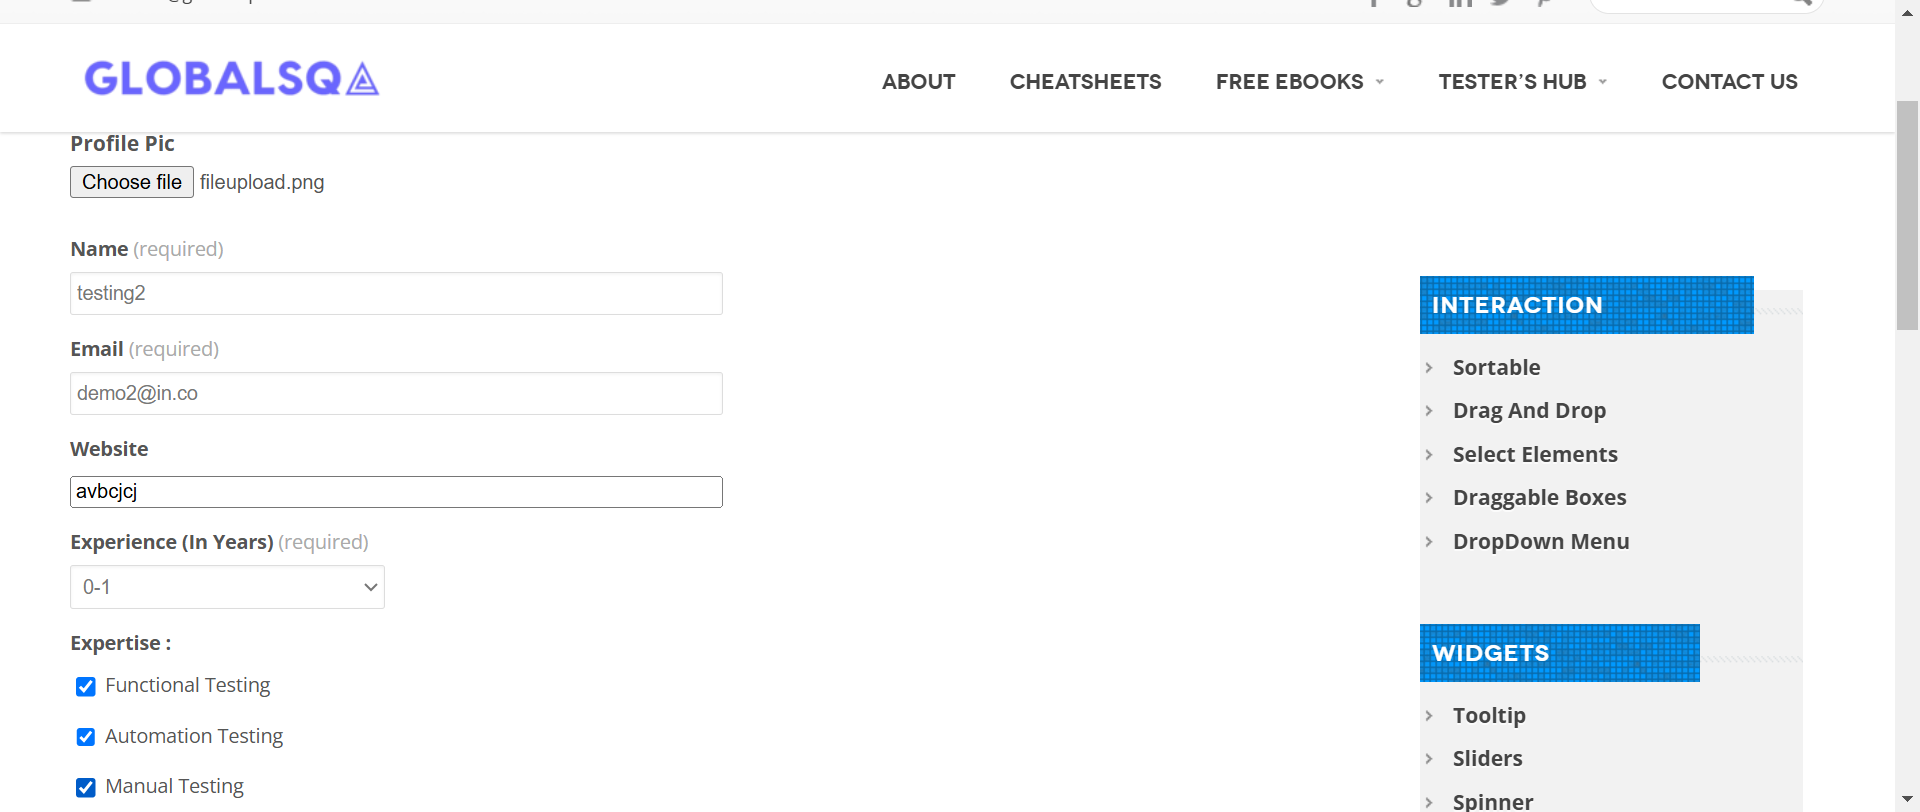 GLOBALSQA
ABOUT
CHEATSHEETS
FREE EBOOKS
TESTER’S HUB
CONTACT US
Profile Pic
Choose file fileupload.png
Name (required)
testing2
Email (required)
demo2@in.co
Website
avbcjcj
Experience (In Years) (required)
0-1
Expertise :
Functional Testing
Automation Testing
Manual Testing
INTERACTION
Sortable
Drag And Drop
Select Elements
Draggable Boxes
DropDown Menu
WIDGETS
Tooltip
Sliders
Spinner